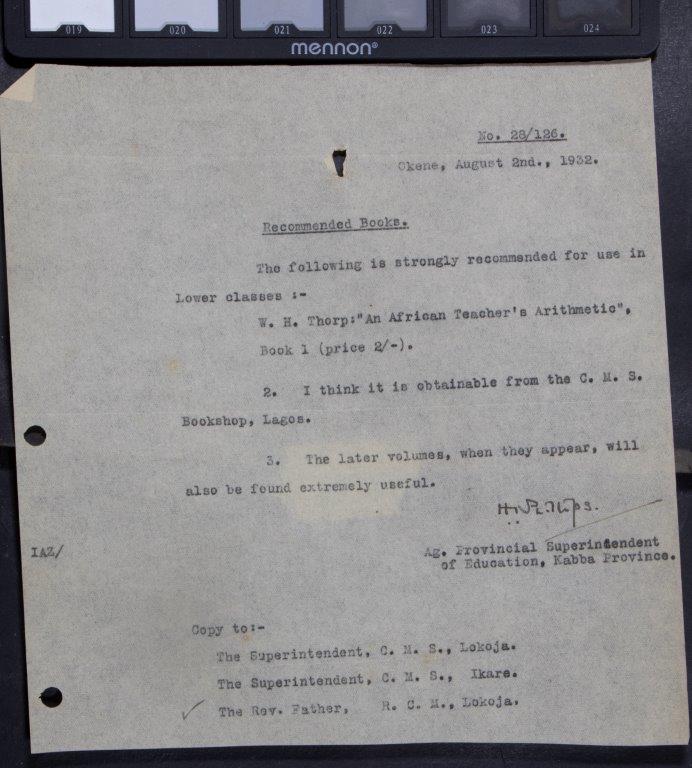 019 020 021 022 023 024
mennon®
No. 28/126.
Okene, August 2nd., 1932.
Recommended Books.
The following is strongly recommended for use in
Lower classes :-
W. H. Thorp:"An African Teacher's Arithmetic",
Book 1 (price 2/-).
2. I think it is obtainable from the C. M. S.
Bookshop, Lagos.
3. The later volumes, when they appear, will
also be found extremely useful.
IAZ/
Ag. Provincial Superintendent
of Education, Kabba Province.
Copy to:-
The Superintendent, C. M. S., Lokoja.
The Superintendent, C. M. S., Ikare.
✓ The Rev. Father, R. C. M., Lokoja.